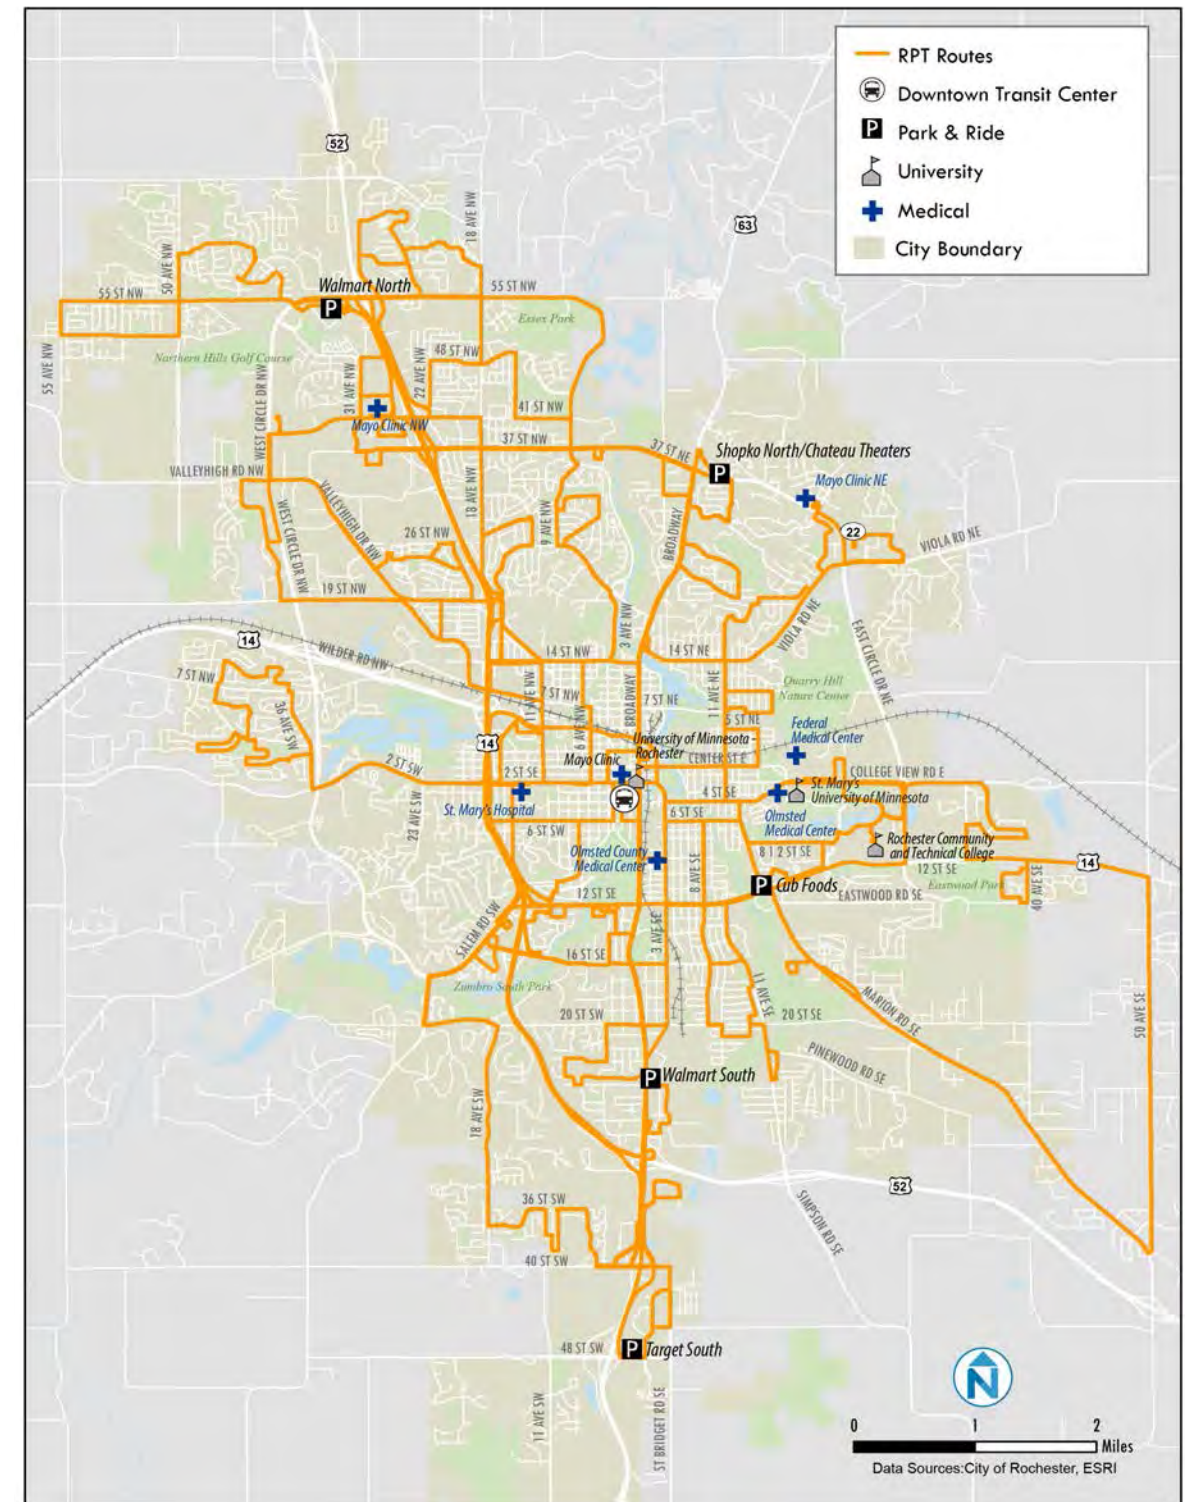 RPT Routes
Downtown Transit Center
P
Park & Ride
University
Medical
City Boundary
52
63
18 AVE NW
50 AVE NW
55 ST NW
Walmart North
P
55 ST NW
Essex Park
55 AVE NW
Northern Hills Golf Course
48 ST NW
22 AVE NW
31 AVE NW
WEST CIRCLE DR NW
Mayo Clinic NW
41 ST NW
37 ST NW
37 ST NE
Shopko North/Chateau Theaters
P
VALLEYHIGH RD NW
18 AVE NW
Mayo Clinic NE
VALLEYHIGH DR NW
WEST CIRCLE DR NW
26 ST NW
9 AVE NW
BROADWAY
22
VIOLA RD NE
19 ST NW
3 AVE NW
VIOLA RD NE
EAST CIRCLE DR NE
14
WILDER RD NW
14 ST NW
14 ST NE
7 ST NW
36 AVE SW
11 AVE NW
7 ST NW
6 AVE NW
BROADWAY
7 ST NE
11 AVE NE
5 ST NE
Quarry Hill
Nature Center
Federal
Medical Center
14
University of Minnesota -
Rochester
Mayo Clinic
CENTER ST E
2 ST SW
2 ST SE
COLLEGE VIEW RD E
4 ST SE
St. Mary's
University of Minnesota
St. Mary's Hospital
23 AVE SW
6 ST SW
6 ST SE
Olmsted
Medical Center
Olmsted County
Medical Center
8 AVE SE
8 1 2 ST SE
Rochester Community
and Technical College
12 ST SE
14
12 ST SE
P
Cub Foods
EASTWOOD RD SE
Eastwood Park
40 AVE SE
SALEM RD SW
3 AVE SE
16 ST SE
Zumbro South Park
11 AVE SE
MARION RD SE
50 AVE SE
20 ST SW
20 ST SE
PINEWOOD RD SE
P
Walmart South
18 AVE SW
52
SIMPSON RD SE
36 ST SW
40 ST SW
48 ST SW
P
Target South
11 AVE SW
ST BRIDGET RD SE
N
0 1 2
Miles
Data Sources:City of Rochester, ESRI